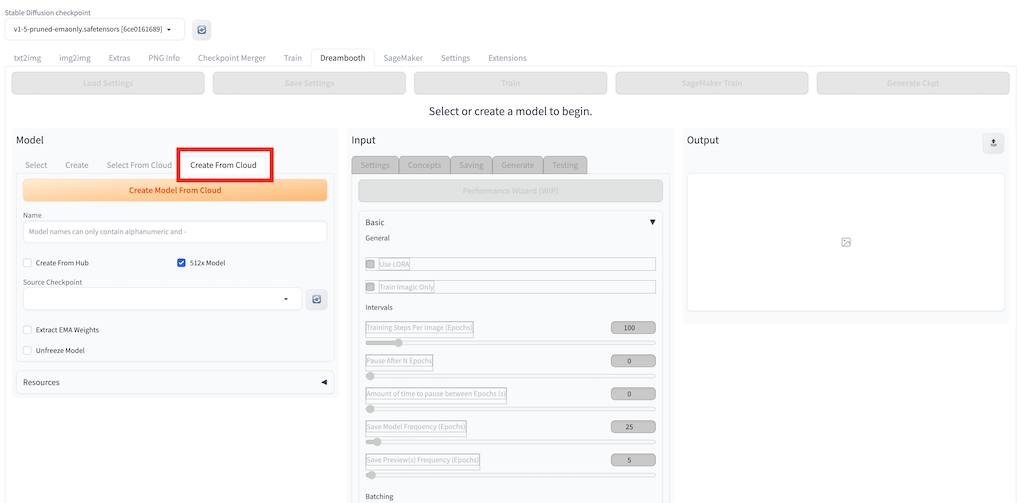 Stable Diffusion checkpoint
v1-5-pruned-emaonly.safetensors [6ce0161689]
txt2img img2img Extras PNG Info Checkpoint Merger Train Dreambooth SageMaker Settings Extensions
Load Settings Save Settings Train SageMaker Train Generate Ckpt
Select or create a model to begin.
Model
Select Create Select From Cloud Create From Cloud
Create Model From Cloud
Name
Model names can only contain alphanumeric and -
Create From Hub 512x Model
Source Checkpoint
Extract EMA Weights
Unfreeze Model
Resources
Input
Settings Concepts Saving Generate Testing
Performance Wizard (WIP)
Basic
General
Use LORA
Train Imagic Only
Intervals
Training Steps Per Image (Epochs) 100
Pause After N Epochs 0
Amount of time to pause between Epochs (s) 0
Save Model Frequency (Epochs) 25
Save Preview(s) Frequency (Epochs) 5
Batching
Output